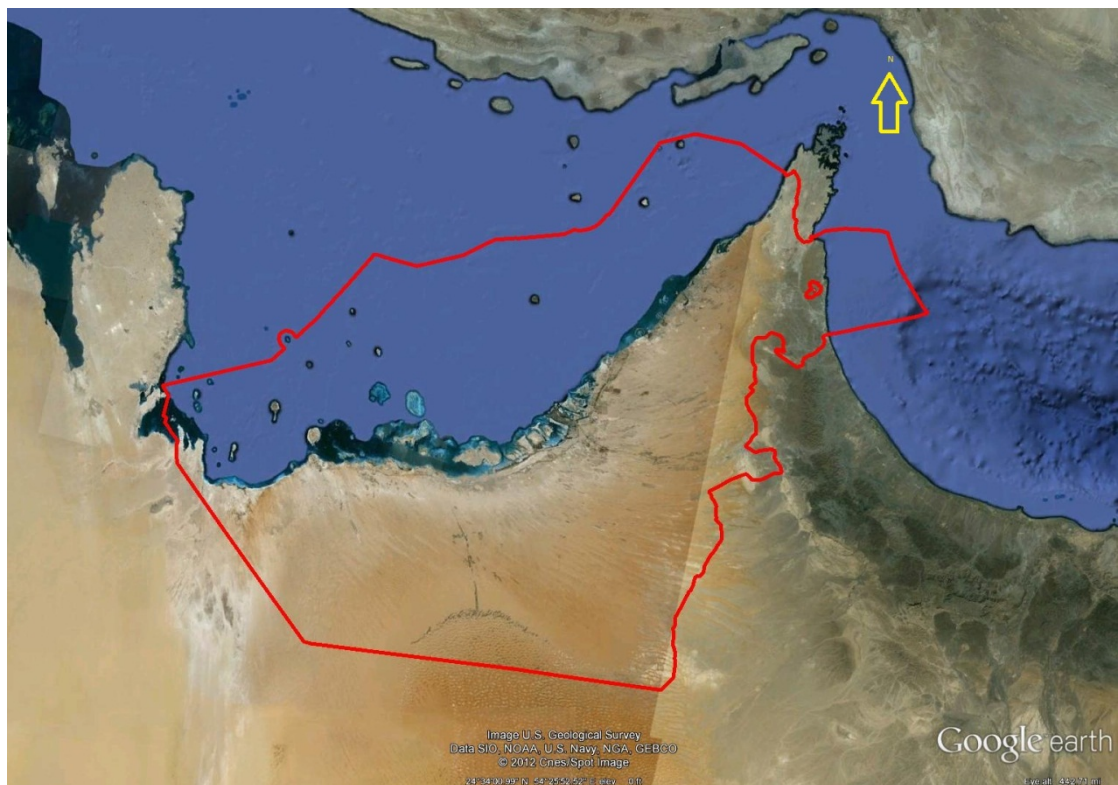 N
Image U.S. Geological Survey
Data SIO, NOAA, U.S. Navy, NGA, GEBCO
© 2012 Cnes/Spot Image
Google earth